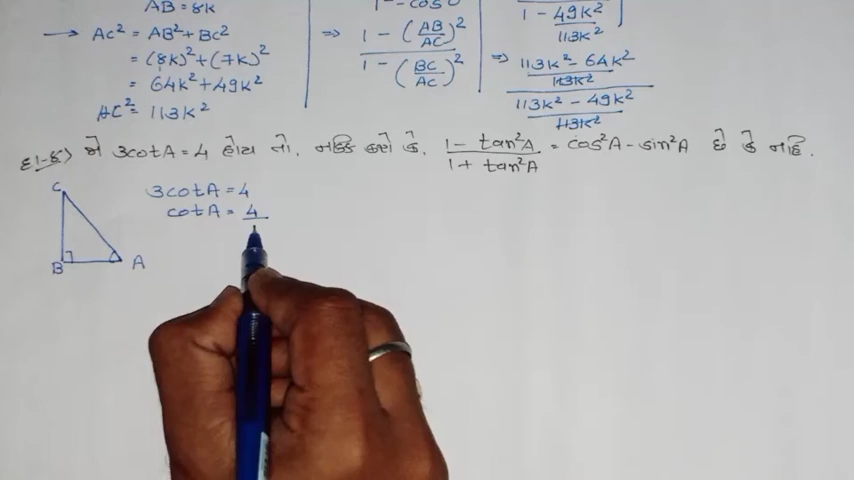 AB = 8k
→ AC² = AB² + BC²
= (8k)² + (7k)²
= 64k² + 49k²
AC² = 113k²
⇒ 1 - (AB/AC)² / 1 - (BC/AC)²
1 - 49k²/113k²
⇒ 113k² - 64k² / 113k²
113k² - 49k² / 113k²
દા-8> જો 3cotA = 4 હોય તો, નક્કી કરો કે, 1 - tan²A / 1 + tan²A = cos²A - sin²A છે કે નહિ.
C
B
A
3cotA = 4
cotA = 4